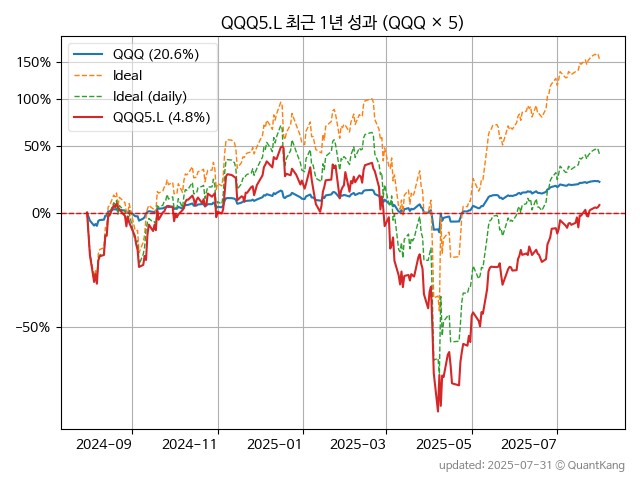 QQQ5.L 최근 1년 성과 (QQQ × 5)
QQQ (20.6%)
Ideal
Ideal (daily)
QQQ5.L (4.8%)
150%
100%
50%
0%
−50%
2024−09
2024−11
2025−01
2025−03
2025−05
2025−07
updated: 2025-07-31 © QuantKang